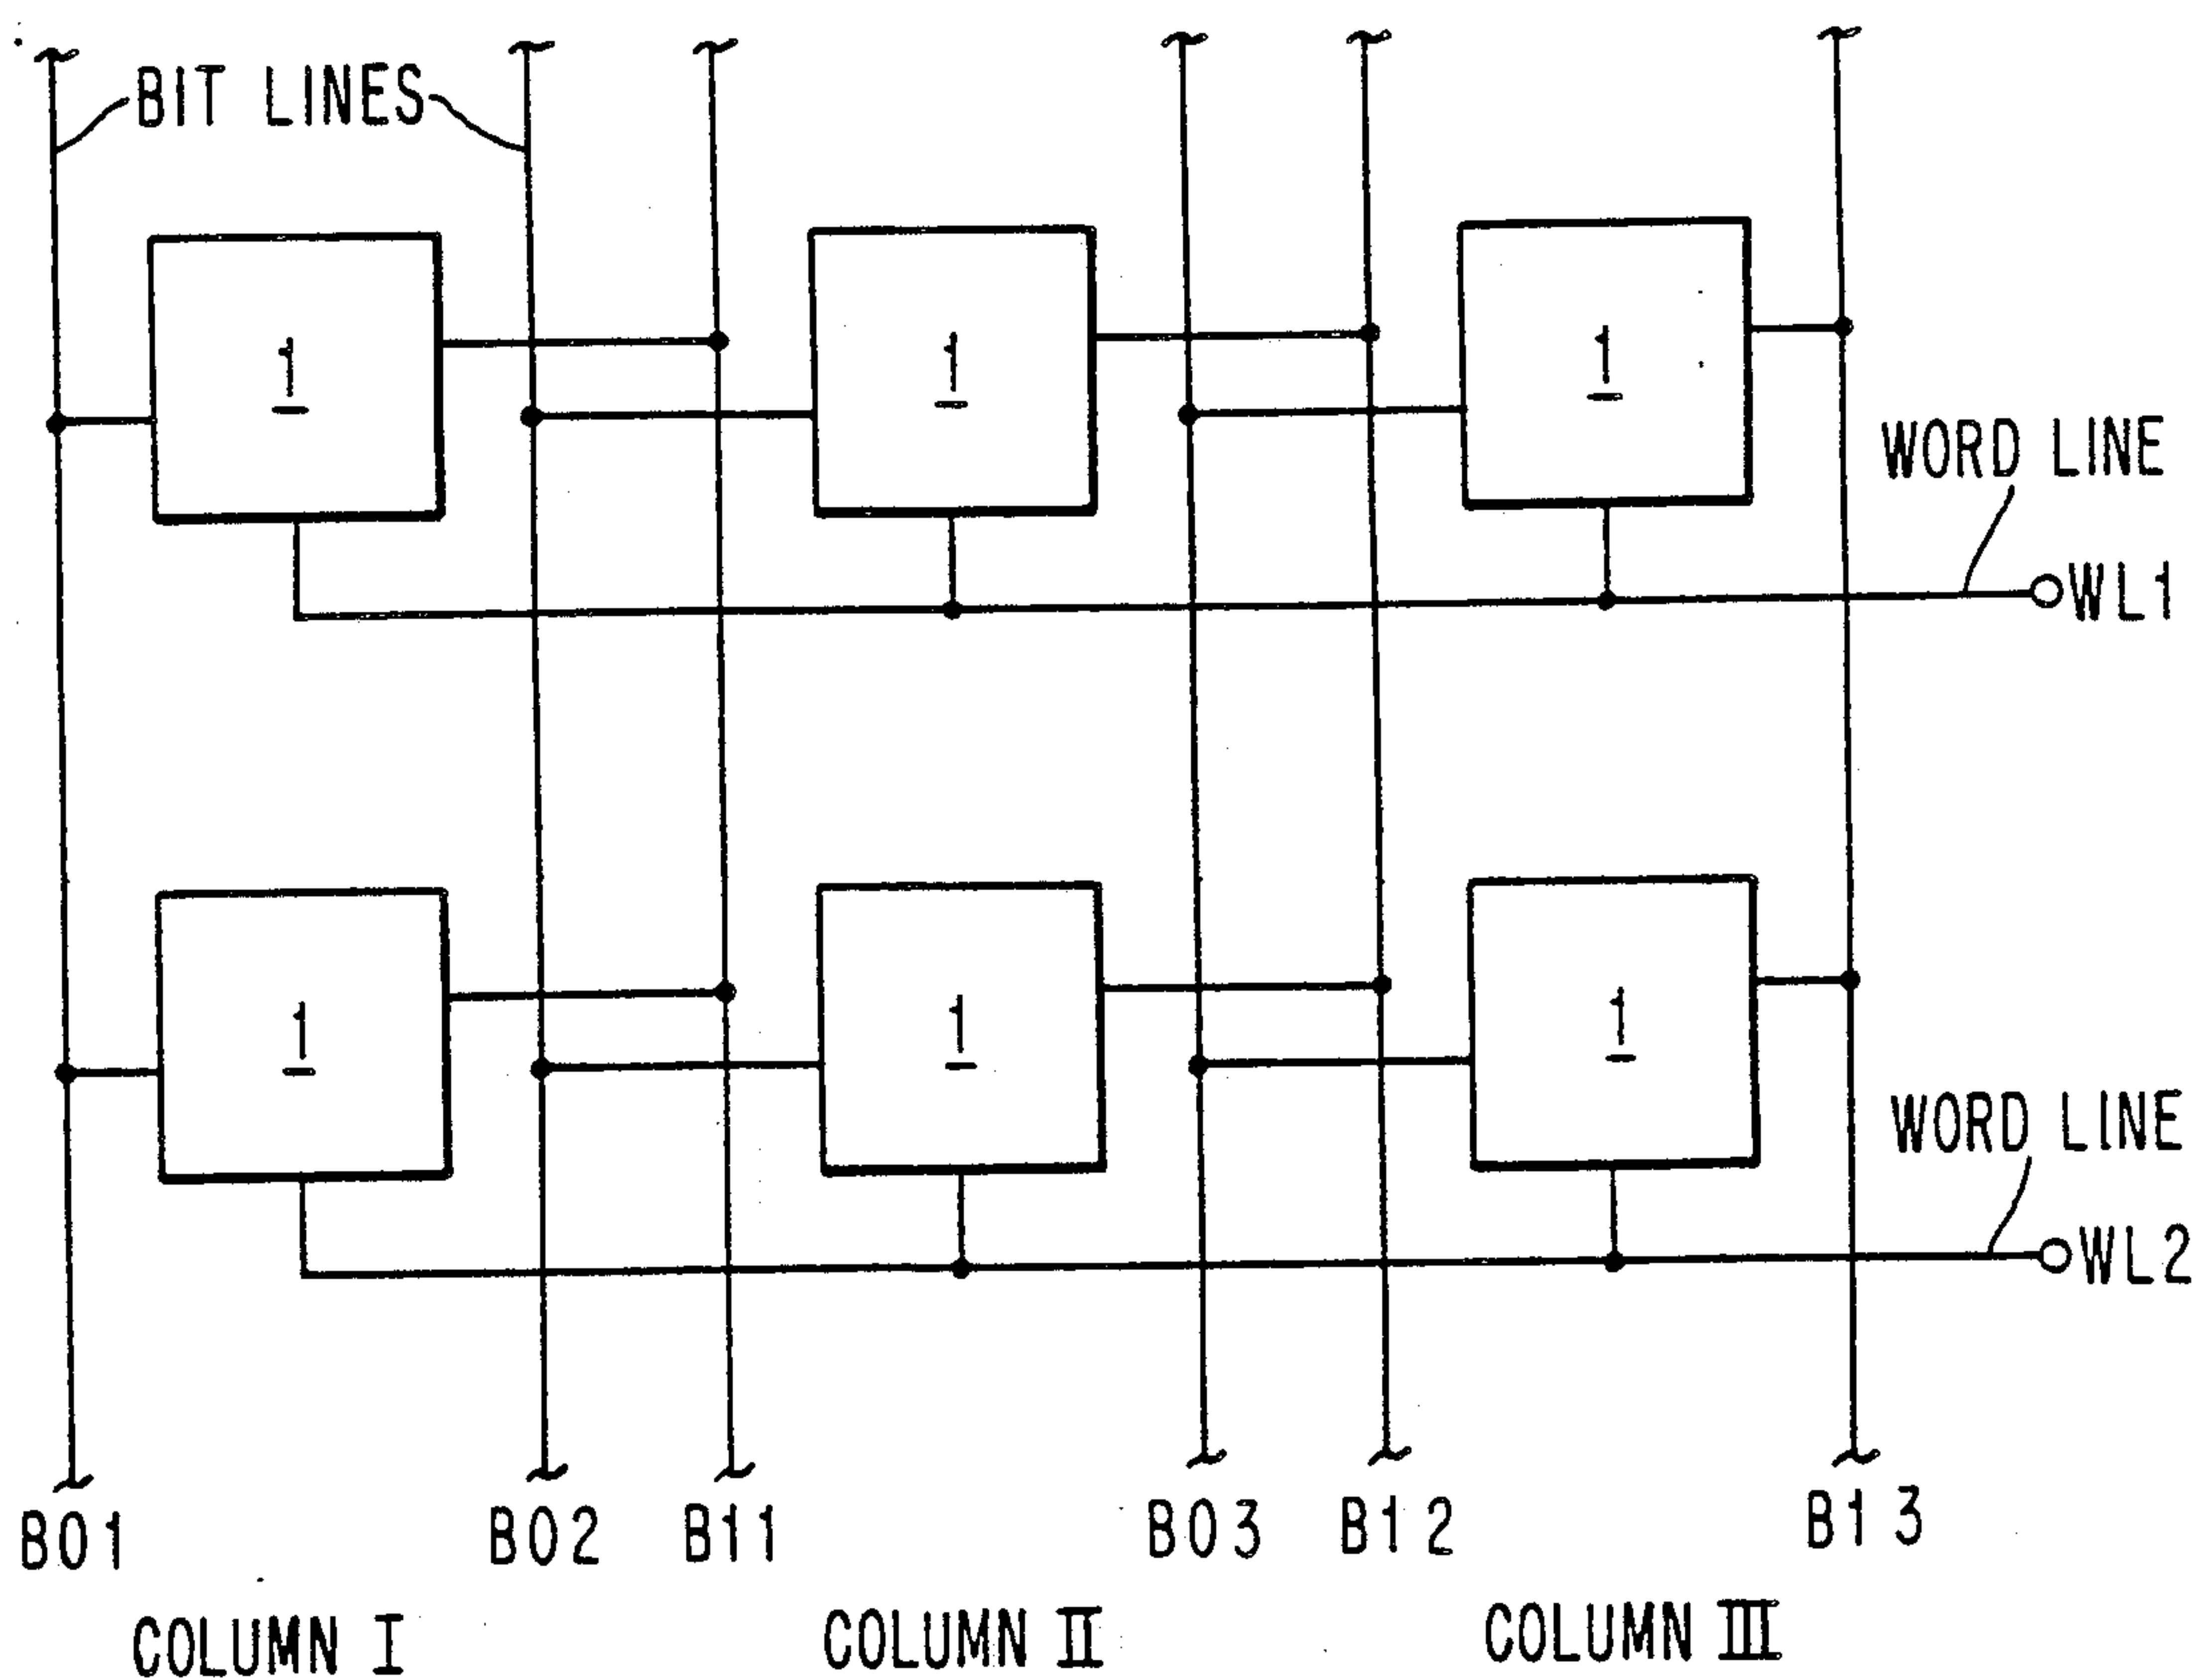 BIT LINES
1 1 1
WORD LINE
WL1
1 1 1
WORD LINE
WL2
B01 B02 B11 B03 B12 B13
COLUMN I COLUMN II COLUMN III